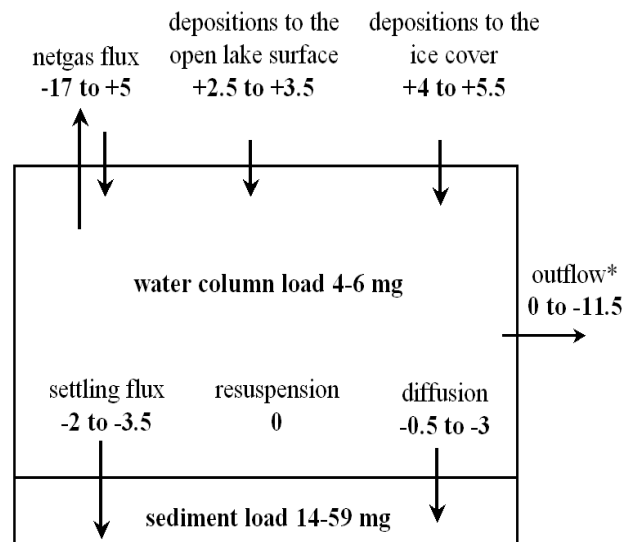 netgas flux
-17 to +5
depositions to the
open lake surface
+2.5 to +3.5
depositions to the
ice cover
+4 to +5.5
water column load 4-6 mg
outflow*
0 to -11.5
settling flux
-2 to -3.5
resuspension
0
diffusion
-0.5 to -3
sediment load 14-59 mg